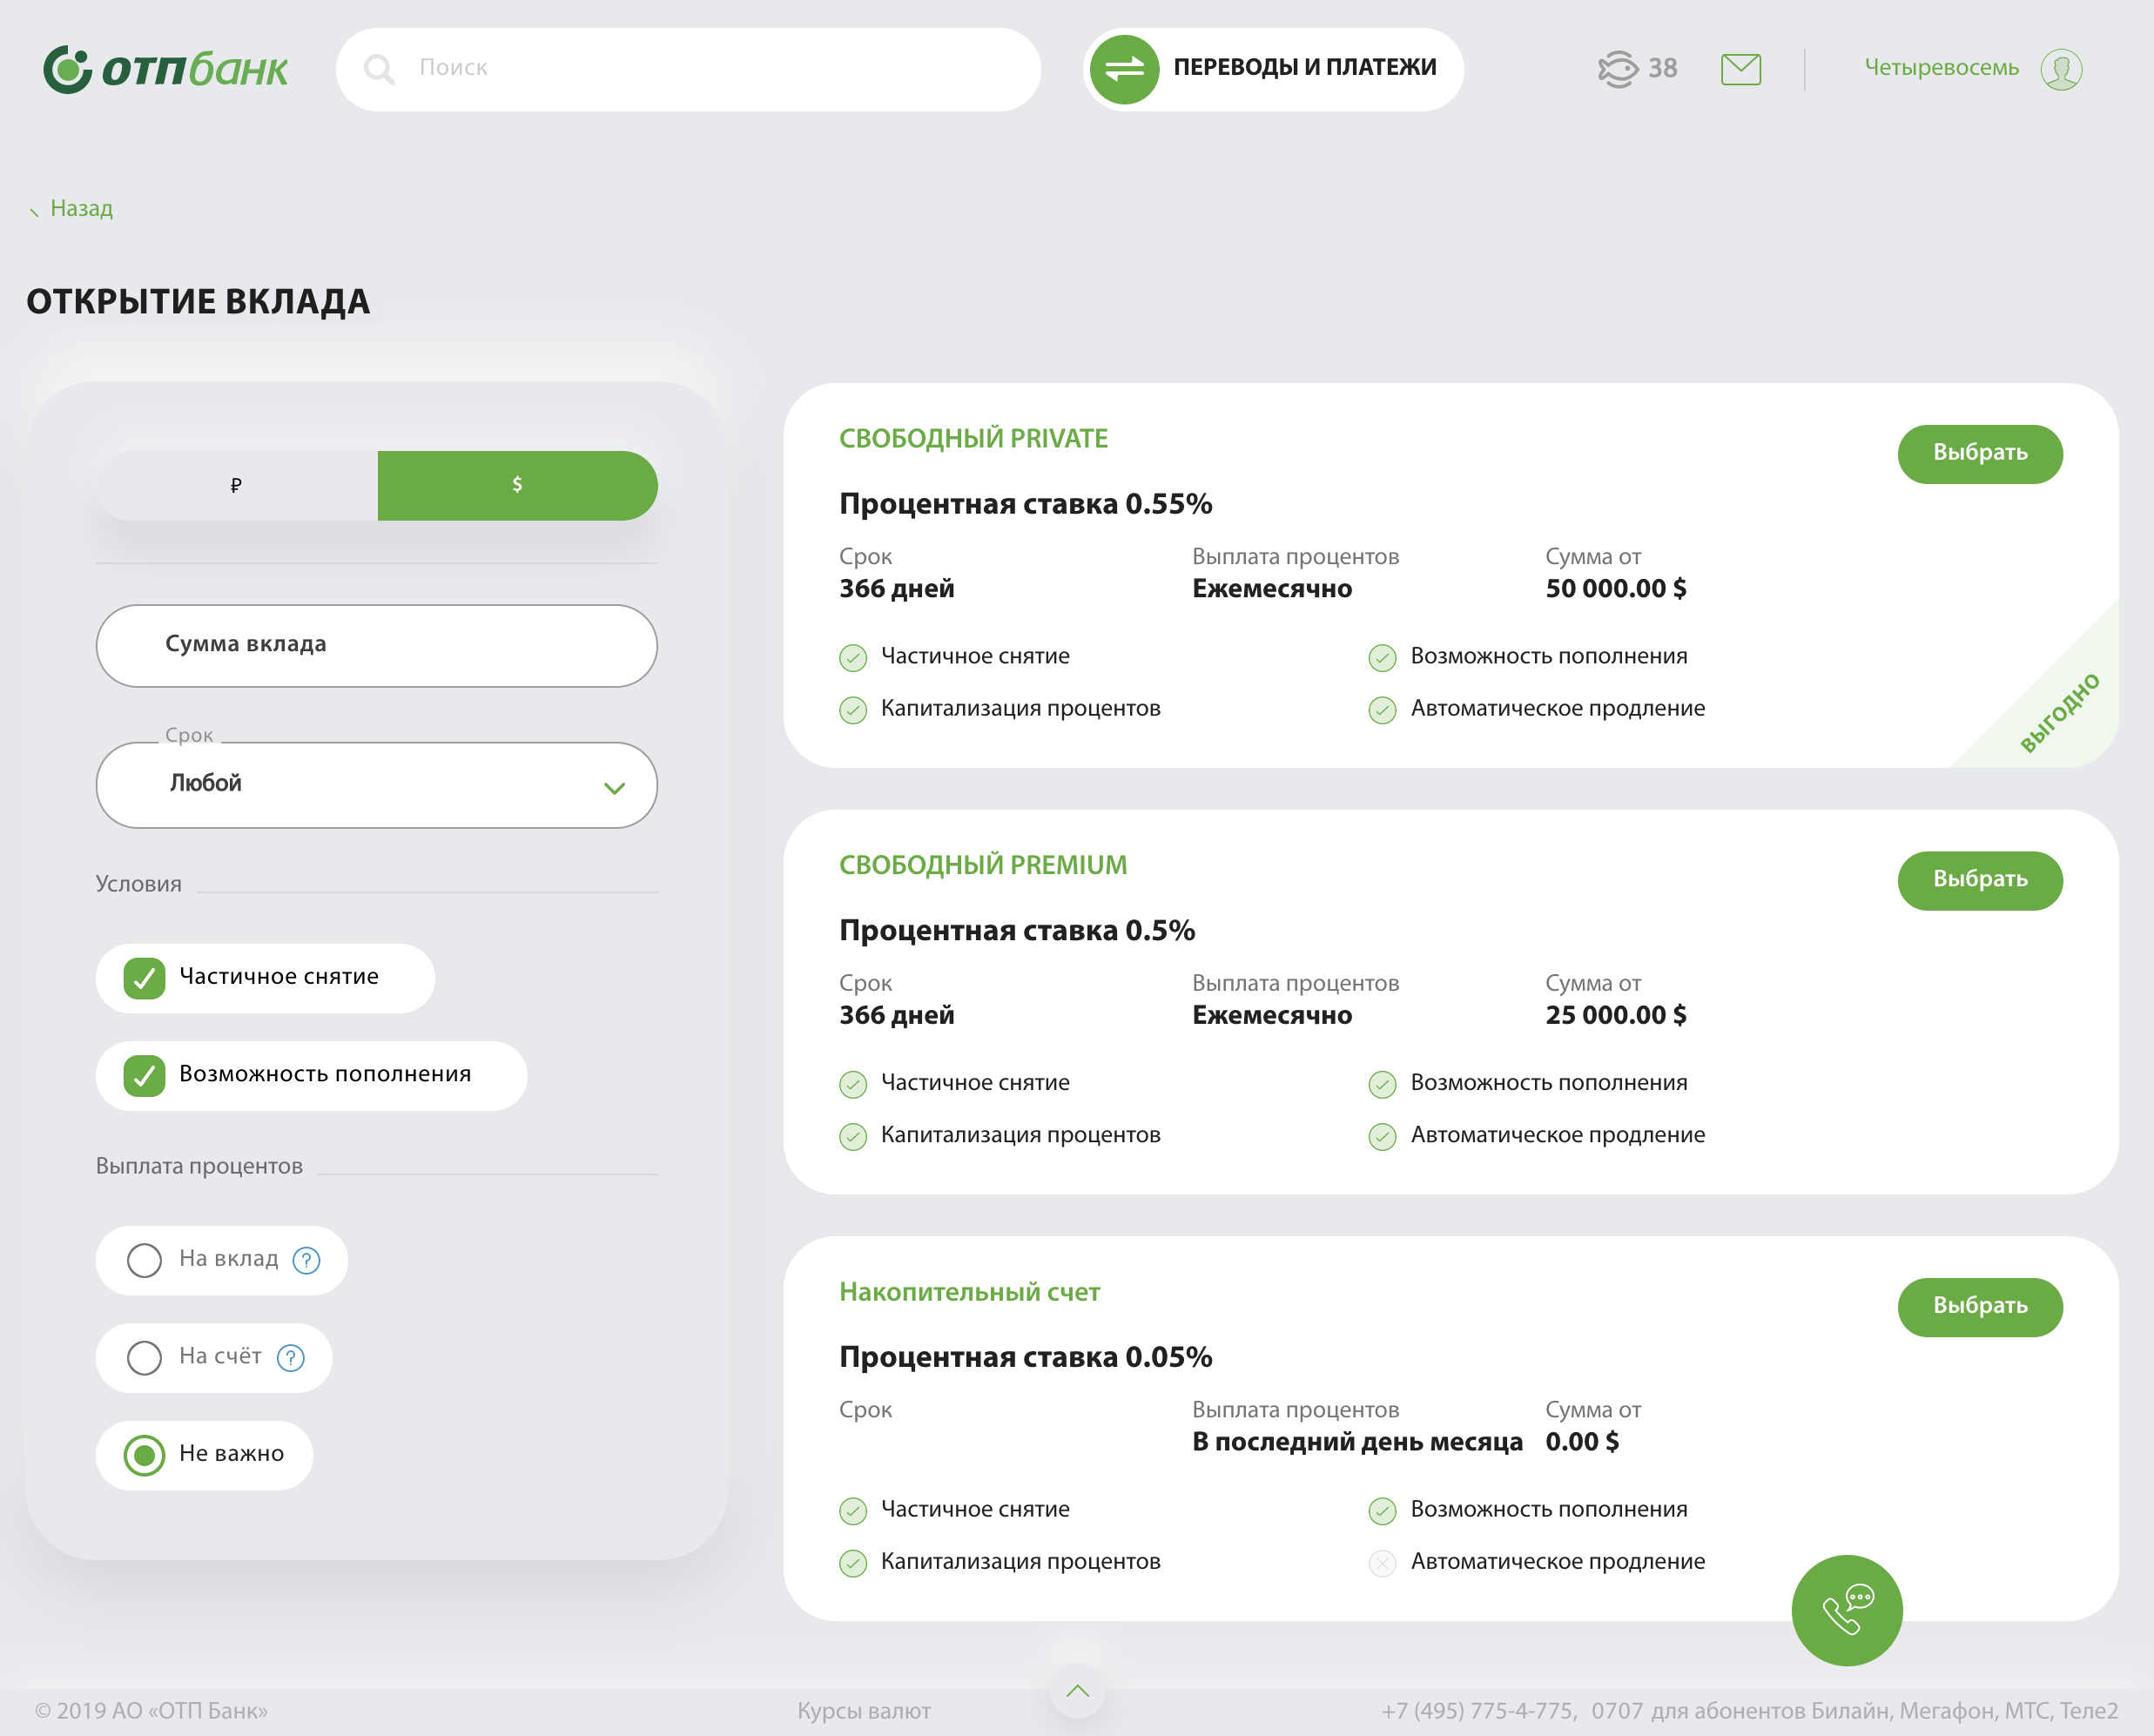 отпбанк
Поиск
ПЕРЕВОДЫ И ПЛАТЕЖИ
38
Четыревосемь
Назад
ОТКРЫТИЕ ВКЛАДА
₽
$
Сумма вклада
Срок
Любой
Условия
Частичное снятие
Возможность пополнения
Выплата процентов
На вклад ?
На счёт ?
Не важно
СВОБОДНЫЙ PRIVATE
Выбрать
Процентная ставка 0.55%
Срок Выплата процентов Сумма от
366 дней Ежемесячно 50 000.00 $
Частичное снятие Возможность пополнения
Капитализация процентов Автоматическое продление
ВЫГОДНО
СВОБОДНЫЙ PREMIUM
Выбрать
Процентная ставка 0.5%
Срок Выплата процентов Сумма от
366 дней Ежемесячно 25 000.00 $
Частичное снятие Возможность пополнения
Капитализация процентов Автоматическое продление
Накопительный счет
Выбрать
Процентная ставка 0.05%
Срок Выплата процентов Сумма от
В последний день месяца 0.00 $
Частичное снятие Возможность пополнения
Капитализация процентов Автоматическое продление
© 2019 АО «ОТП Банк» Курсы валют +7 (495) 775-4-775, 0707 для абонентов Билайн, Мегафон, МТС, Теле2